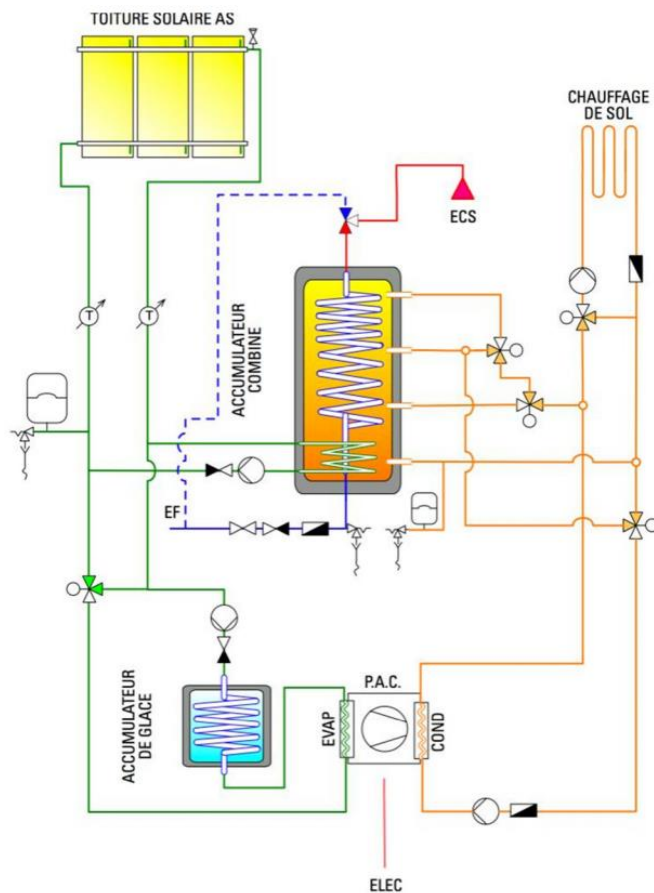 TOITURE SOLAIRE AS
CHAUFFAGE
DE SOL
ECS
ACCUMULATEUR
COMBINE
T
T
EF
P.A.C.
ACCUMULATEUR
DE GLACE
EVAP
COND
ELEC